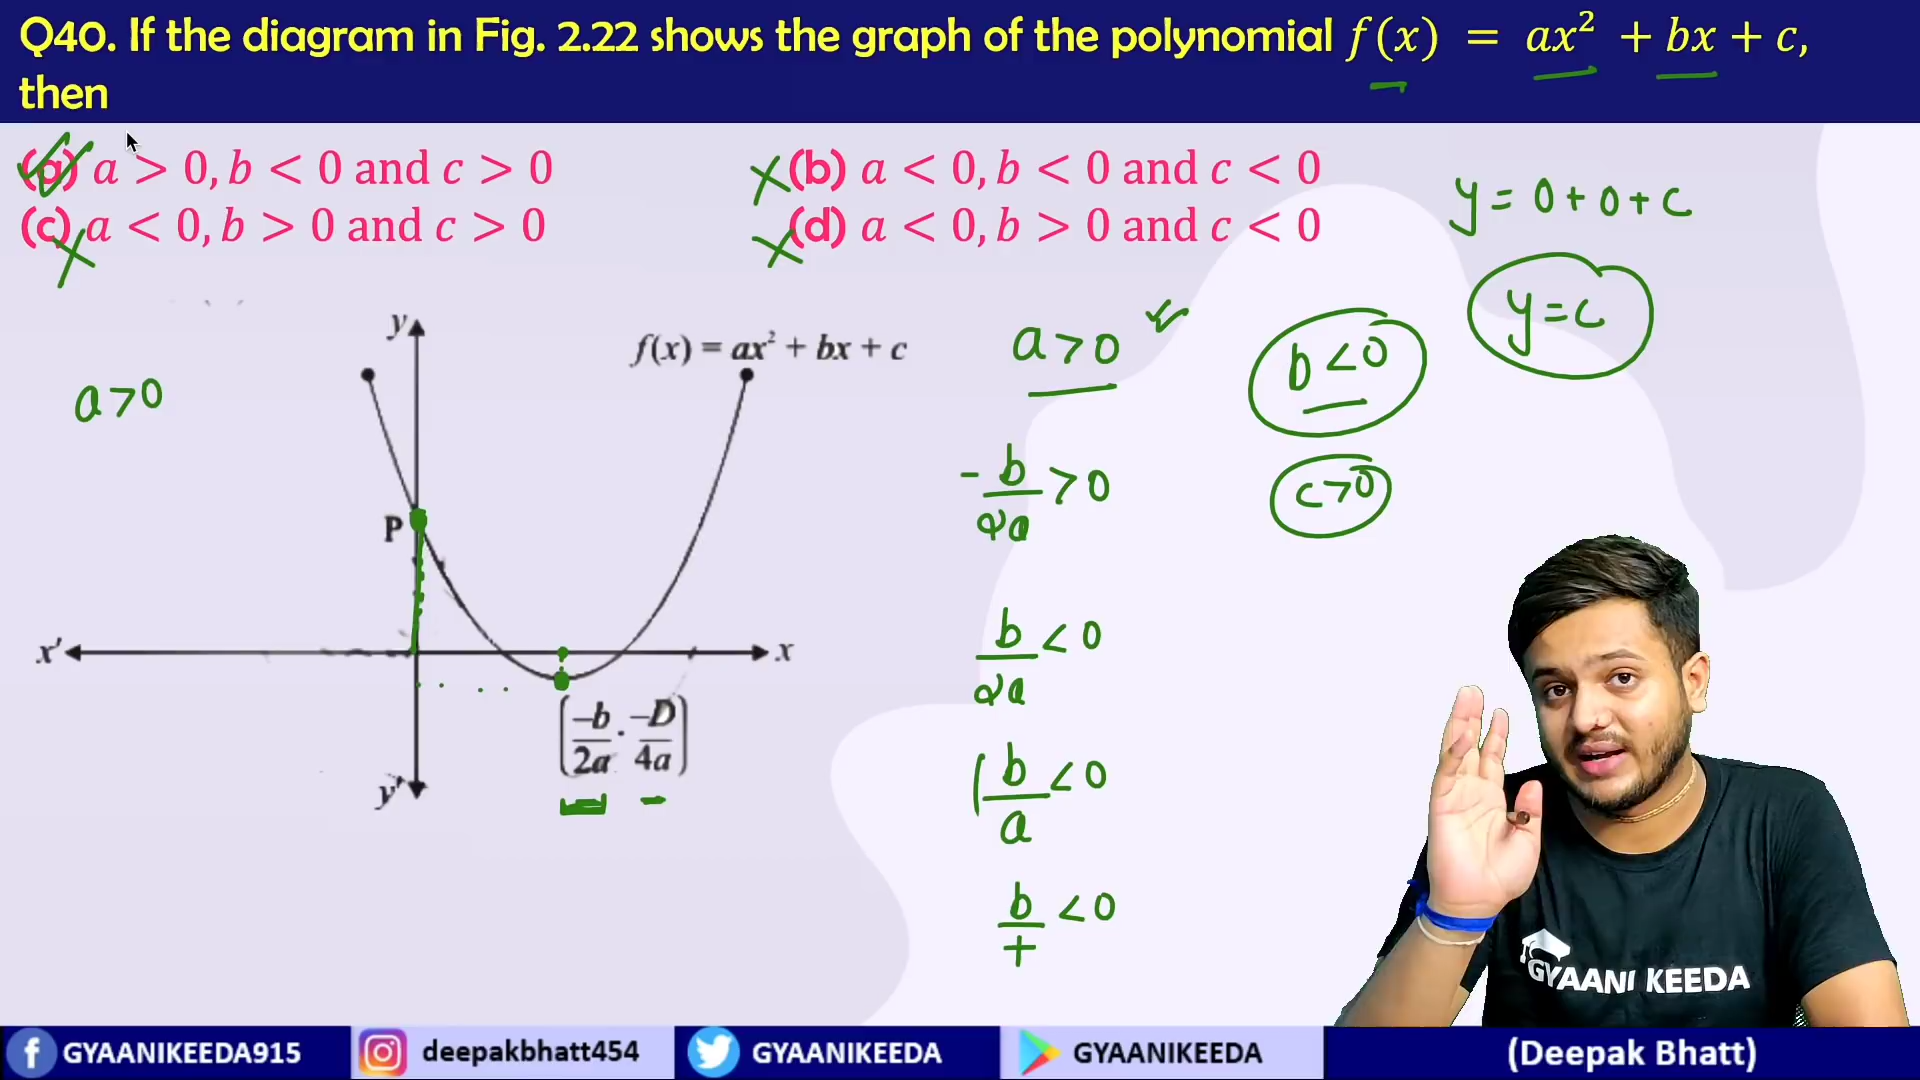 Q40. If the diagram in Fig. 2.22 shows the graph of the polynomial f(x) = ax² + bx + c,
then
(a) a > 0, b < 0 and c > 0
(b) a < 0, b < 0 and c < 0
(c) a < 0, b > 0 and c > 0
(d) a < 0, b > 0 and c < 0
y = 0 + 0 + c
y = c
y
f(x) = ax² + bx + c
a > 0
a > 0
b < 0
-b/2a > 0
c > 0
P
b/2a < 0
x'
x
(-b/2a . -D/4a)
b/a < 0
y'
b/+ < 0
GYAANI KEEDA
GYAANIKEEDA915
deepakbhatt454
GYAANIKEEDA
GYAANIKEEDA
(Deepak Bhatt)